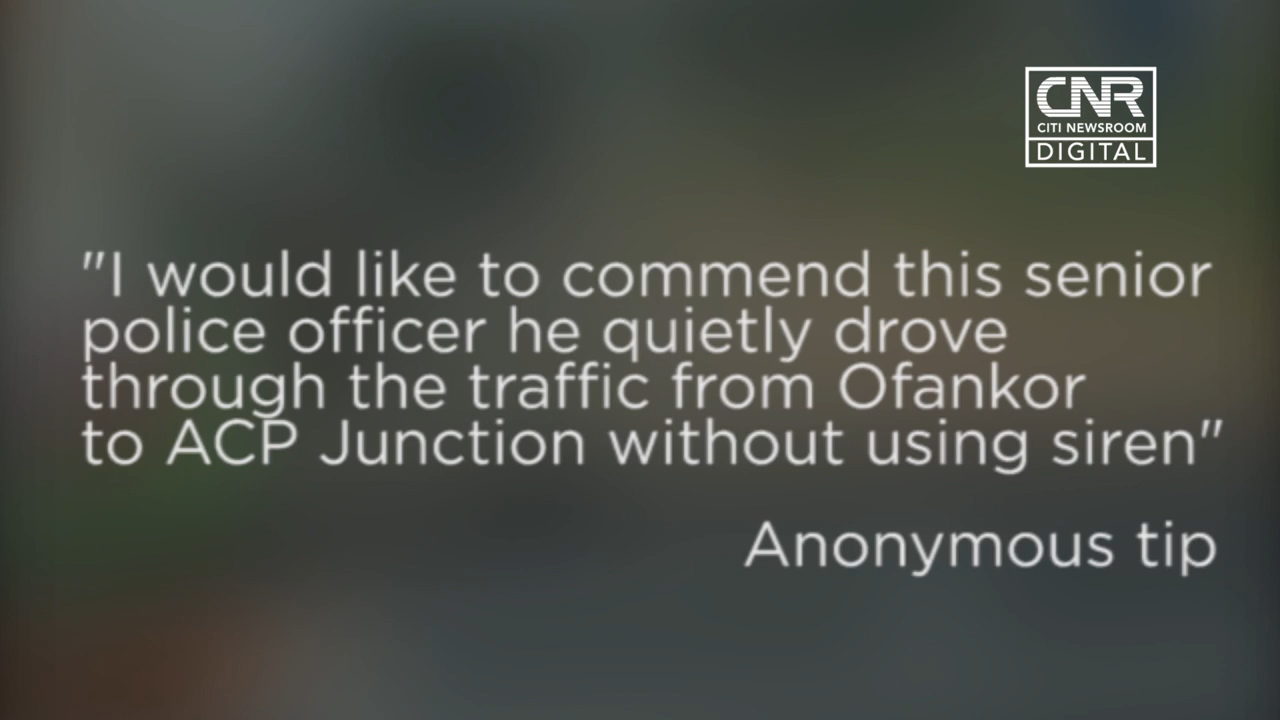 CNR
CITI NEWSROOM
DIGITAL
"I would like to commend this senior
police officer he quietly drove
through the traffic from Ofankor
to ACP Junction without using siren"
Anonymous tip